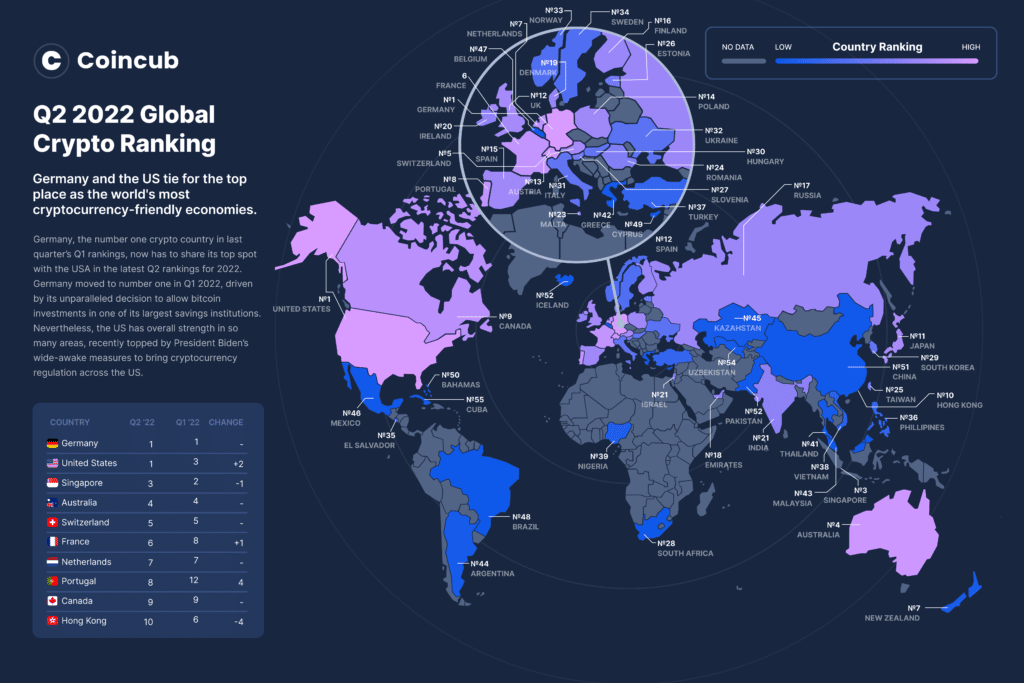 Coincub
Q2 2022 Global
Crypto Ranking
Germany and the US tie for the top
place as the world's most
cryptocurrency-friendly economies.
Germany, the number one crypto country in last
quarter's Q1 rankings, now has to share its top spot
with the USA in the latest Q2 rankings for 2022.
Germany moved to number one in Q1 2022, driven
by its unparalleled decision to allow bitcoin
investments in one of its largest savings institutions.
Nevertheless, the US has overall strength in so
many areas, recently topped by President Biden's
wide-awake measures to bring cryptocurrency
regulation across the US.
COUNTRY Q2 '22 Q1 '22 CHANGE
Germany 1 1 -
United States 1 3 +2
Singapore 3 2 -1
Australia 4 4 -
Switzerland 5 5 -
France 6 8 +1
Netherlands 7 7 -
Portugal 8 12 4
Canada 9 9 -
Hong Kong 10 6 -4
NO DATA LOW Country Ranking HIGH
№33
NORWAY
№34
SWEDEN
№7
NETHERLANDS
№16
FINLAND
№47
BELGIUM
№26
ESTONIA
№19
DENMARK
6
FRANCE
№12
UK
№1
GERMANY
№14
POLAND
№20
IRELAND
№32
UKRAINE
№5
SWITZERLAND
№15
SPAIN
№30
HUNGARY
№8
PORTUGAL
№13
AUSTRIA
№31
ITALY
№24
ROMANIA
№27
SLOVENIA
№37
TURKEY
№23
MALTA
№42
GREECE
№49
CYPRUS
№12
SPAIN
№17
RUSSIA
№1
UNITED STATES
№52
ICELAND
№9
CANADA
№45
KAZAHSTAN
№11
JAPAN
№29
SOUTH KOREA
№51
CHINA
№54
UZBEKISTAN
№50
BAHAMAS
№55
CUBA
№46
MEXICO
№35
EL SALVADOR
№21
ISRAEL
№25
TAIWAN
№10
HONG KONG
№52
PAKISTAN
№36
PHILLIPINES
№21
INDIA
№41
THAILAND
№39
NIGERIA
№18
EMIRATES
№38
VIETNAM
№43
MALAYSIA
№3
SINGAPORE
№48
BRAZIL
№4
AUSTRALIA
№28
SOUTH AFRICA
№44
ARGENTINA
№7
NEW ZEALAND